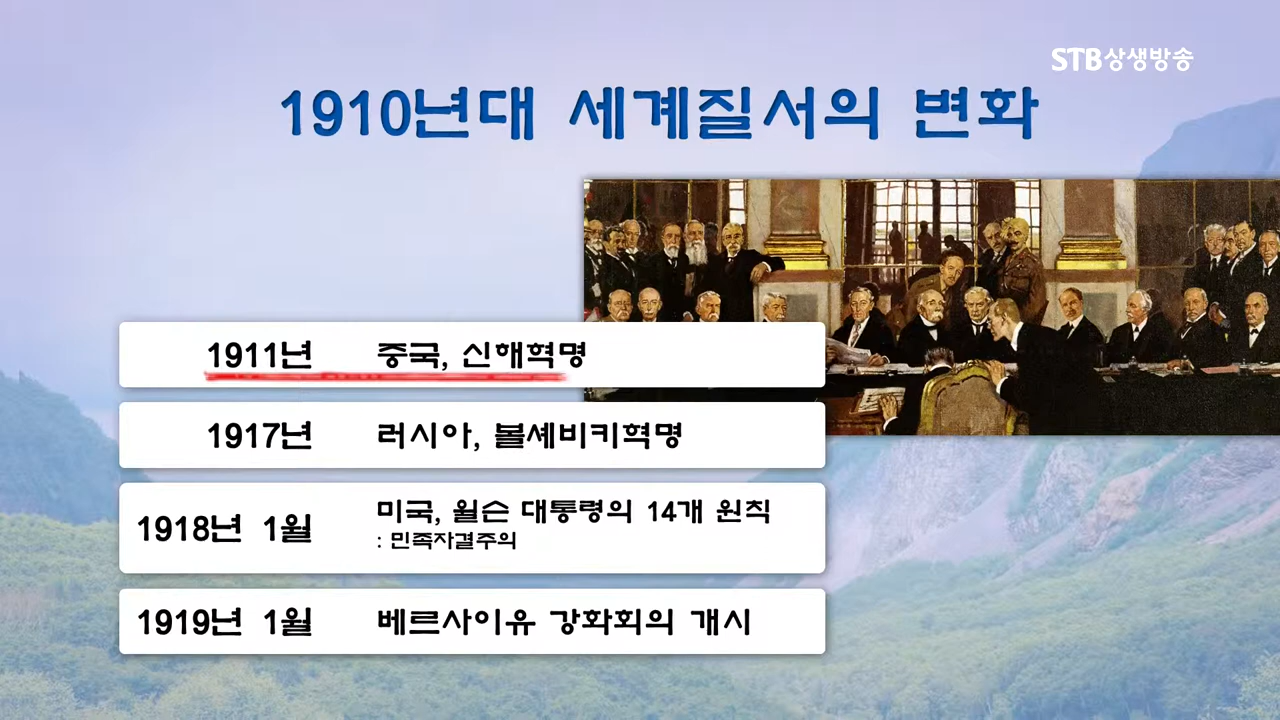 STB상생방송
1910년대 세계질서의 변화
1911년 중국, 신해혁명
1917년 러시아, 볼셰비키혁명
1918년 1월 미국, 윌슨 대통령의 14개 원칙
: 민족자결주의
1919년 1월 베르사이유 강화회의 개시